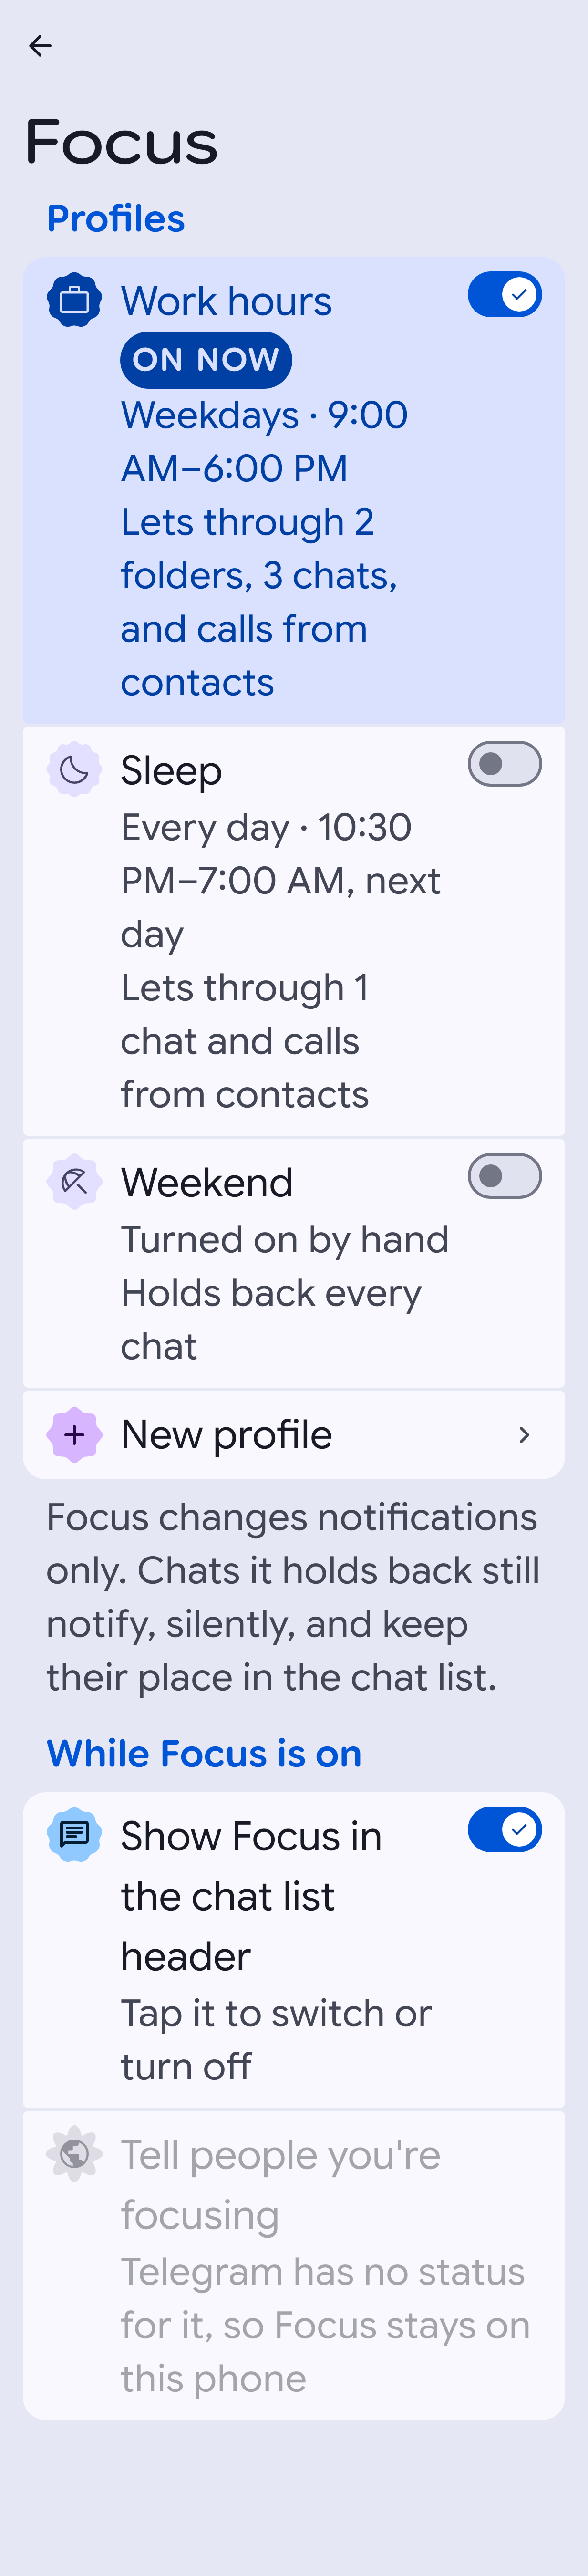 Focus
Profiles
Work hours
ON NOW
Weekdays · 9:00
AM–6:00 PM
Lets through 2
folders, 3 chats,
and calls from
contacts
Sleep
Every day · 10:30
PM–7:00 AM, next
day
Lets through 1
chat and calls
from contacts
Weekend
Turned on by hand
Holds back every
chat
New profile
Focus changes notifications
only. Chats it holds back still
notify, silently, and keep
their place in the chat list.
While Focus is on
Show Focus in
the chat list
header
Tap it to switch or
turn off
Tell people you're
focusing
Telegram has no status
for it, so Focus stays on
this phone